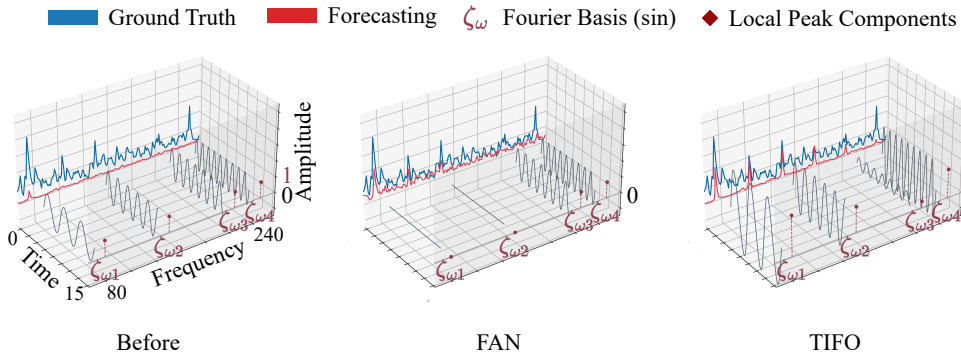 Ground Truth Forecasting ζω Fourier Basis (sin) Local Peak Components
Amplitude
1
0
0
Time
15
80
Frequency
240
ζω1
ζω2
ζω3
ζω4
Before
0
ζω1
ζω2
ζω3
ζω4
FAN
ζω1
ζω2
ζω3
ζω4
TIFO